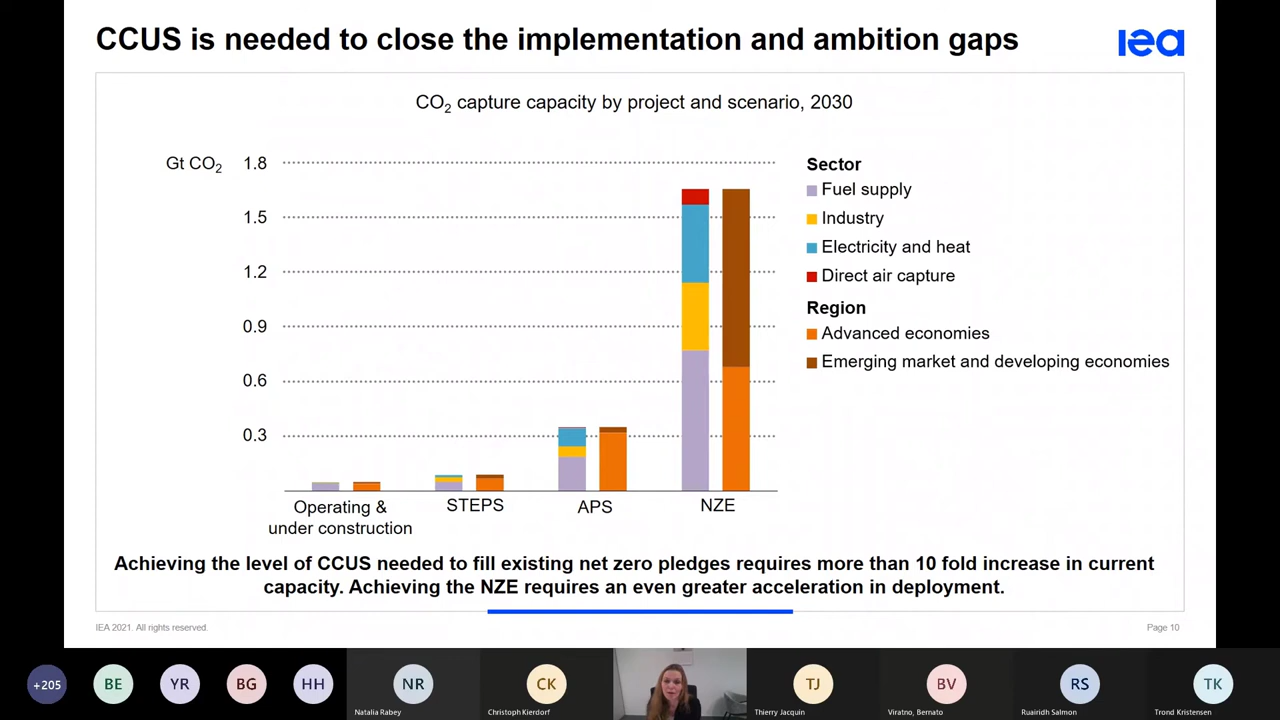 CCUS is needed to close the implementation and ambition gaps
iea
CO2 capture capacity by project and scenario, 2030
Gt CO2
1.8
1.5
1.2
0.9
0.6
0.3
Operating &
under construction
STEPS
APS
NZE
Sector
Fuel supply
Industry
Electricity and heat
Direct air capture
Region
Advanced economies
Emerging market and developing economies
Achieving the level of CCUS needed to fill existing net zero pledges requires more than 10 fold increase in current
capacity. Achieving the NZE requires an even greater acceleration in deployment.
IEA 2021. All rights reserved.
Page 10
+205
BE
YR
BG
HH
NR
Natalia Rabey
CK
Christoph Kierdorf
TJ
Thierry Jacquin
BV
Viratno, Bernato
RS
Ruairidh Salmon
TK
Trond Kristensen